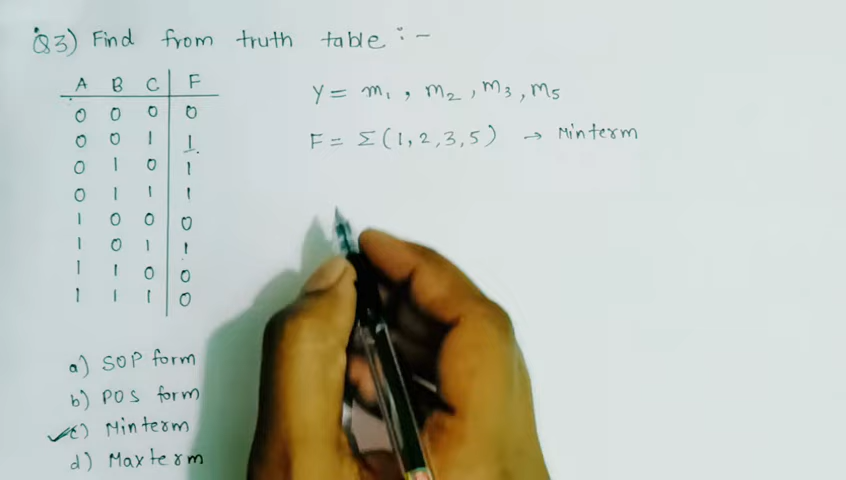 Q3) Find from truth table :-
A B C F
0 0 0 0
0 0 1 1
0 1 0 1
0 1 1 1
1 0 0 0
1 0 1 1
1 1 0 0
1 1 1 0
Y = m1, m2, m3, m5
F = Σ(1,2,3,5) → Minterm
a) SOP form
b) POS form
✓c) Minterm
d) Maxterm